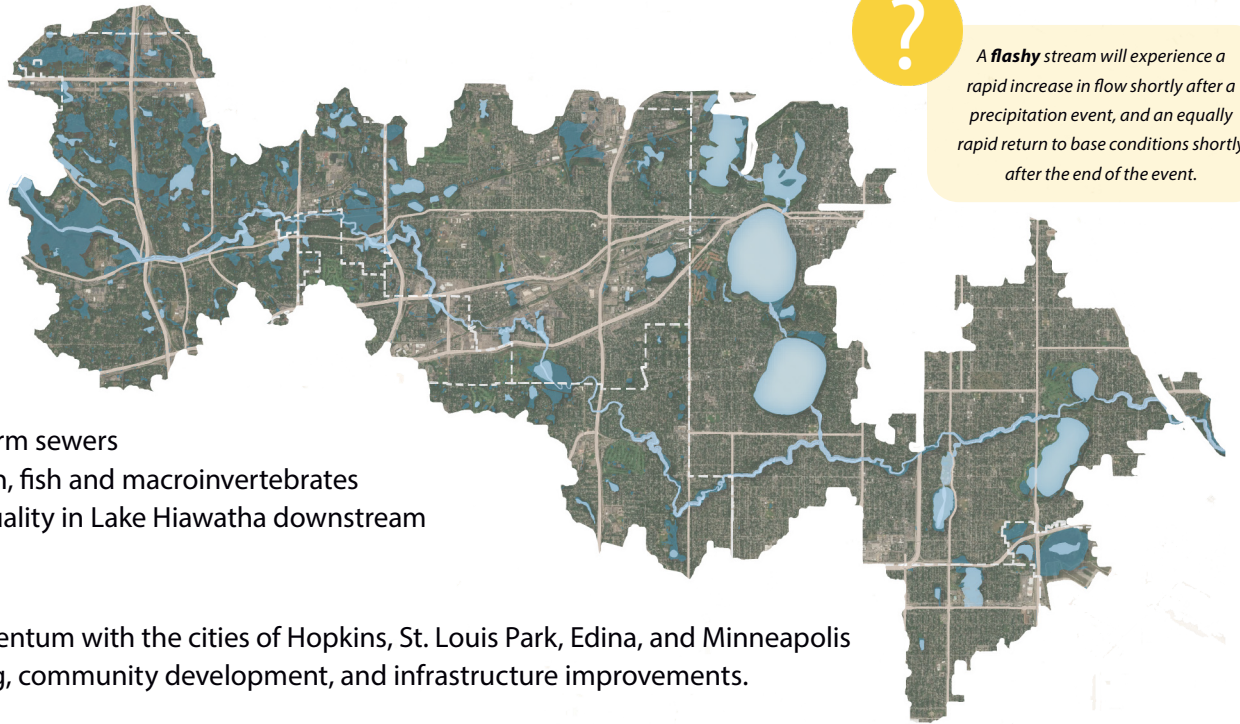 ?
A flashy stream will experience a
rapid increase in flow shortly after a
precipitation event, and an equally
rapid return to base conditions shortly
after the end of the event.
rm sewers
, fish and macroinvertebrates
uality in Lake Hiawatha downstream
entum with the cities of Hopkins, St. Louis Park, Edina, and Minneapolis
g, community development, and infrastructure improvements.